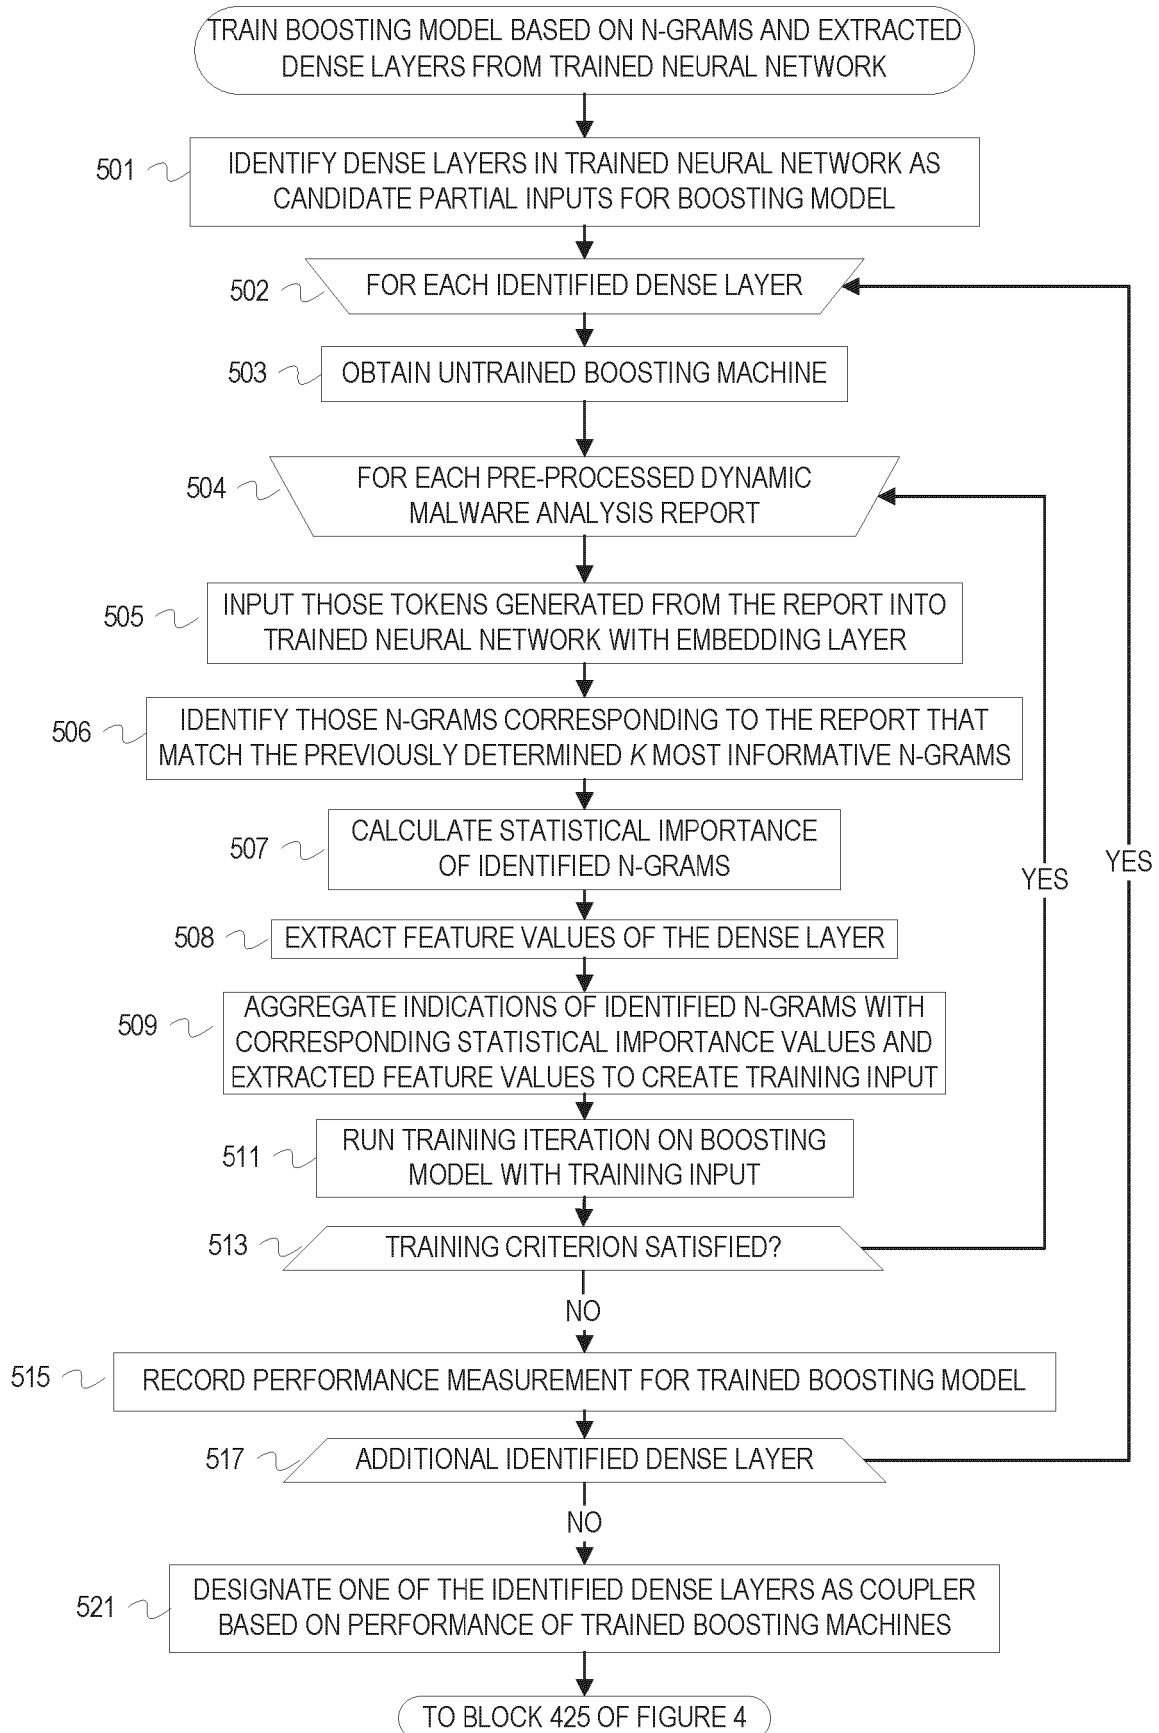 TRAIN BOOSTING MODEL BASED ON N-GRAMS AND EXTRACTED
DENSE LAYERS FROM TRAINED NEURAL NETWORK
501
IDENTIFY DENSE LAYERS IN TRAINED NEURAL NETWORK AS
CANDIDATE PARTIAL INPUTS FOR BOOSTING MODEL
502
FOR EACH IDENTIFIED DENSE LAYER
503
OBTAIN UNTRAINED BOOSTING MACHINE
504
FOR EACH PRE-PROCESSED DYNAMIC
MALWARE ANALYSIS REPORT
505
INPUT THOSE TOKENS GENERATED FROM THE REPORT INTO
TRAINED NEURAL NETWORK WITH EMBEDDING LAYER
506
IDENTIFY THOSE N-GRAMS CORRESPONDING TO THE REPORT THAT
MATCH THE PREVIOUSLY DETERMINED K MOST INFORMATIVE N-GRAMS
507
CALCULATE STATISTICAL IMPORTANCE
OF IDENTIFIED N-GRAMS
YES
YES
508
EXTRACT FEATURE VALUES OF THE DENSE LAYER
509
AGGREGATE INDICATIONS OF IDENTIFIED N-GRAMS WITH
CORRESPONDING STATISTICAL IMPORTANCE VALUES AND
EXTRACTED FEATURE VALUES TO CREATE TRAINING INPUT
511
RUN TRAINING ITERATION ON BOOSTING
MODEL WITH TRAINING INPUT
513
TRAINING CRITERION SATISFIED?
NO
515
RECORD PERFORMANCE MEASUREMENT FOR TRAINED BOOSTING MODEL
517
ADDITIONAL IDENTIFIED DENSE LAYER
NO
521
DESIGNATE ONE OF THE IDENTIFIED DENSE LAYERS AS COUPLER
BASED ON PERFORMANCE OF TRAINED BOOSTING MACHINES
TO BLOCK 425 OF FIGURE 4